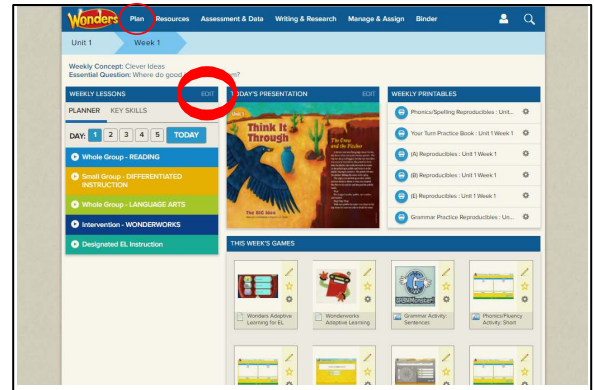 Wonders Plan Resources Assessment & Data Writing & Research Manage & Assign Binder
Unit 1 Week 1
Weekly Concept: Clever Ideas
Essential Question: Where do good om?
WEEKLY LESSONS EDIT
PLANNER KEY SKILLS
DAY: 1 2 3 4 5 TODAY
Whole Group - READING
Small Group - DIFFERENTIATED
INSTRUCTION
Whole Group - LANGUAGE ARTS
Intervention - WONDERWORKS
Designated EL Instruction
TODAY'S PRESENTATION EDIT
Unit 1
Think It
Through
The Crow
and the Pitcher
The BIG Idea
WEEKLY PRINTABLES
Phonics/Spelling Reproducibles : Unit...
Your Turn Practice Book : Unit 1 Week 1
(A) Reproducibles : Unit 1 Week 1
(B) Reproducibles : Unit 1 Week 1
(E) Reproducibles : Unit 1 Week 1
Grammar Practice Reproducibles : Un...
THIS WEEK'S GAMES
Wonders Adaptive
Learning for EL
Wonderworks
Adaptive Learning
Grammar Activity:
Sentences
Phonics/Fluency
Activity: Short